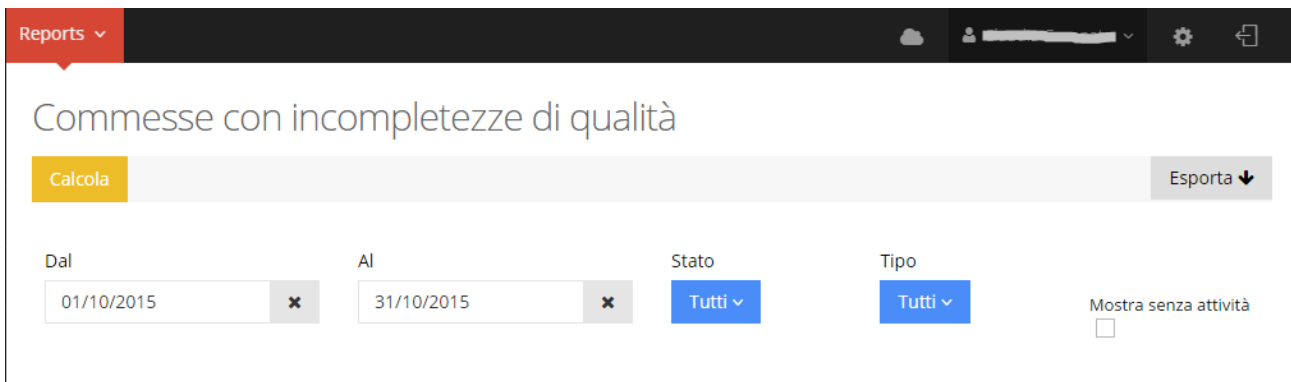 Reports
Commesse con incompletezze di qualità
Calcola
Esporta
Dal
Al
Stato
Tipo
01/10/2015
31/10/2015
Tutti
Tutti
Mostra senza attività